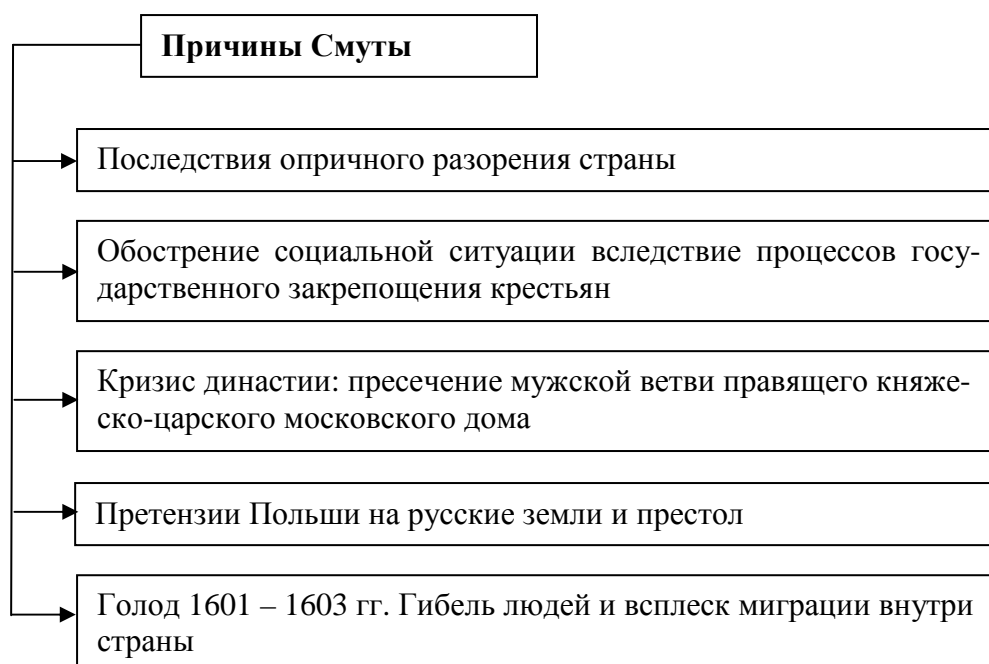 Причины Смуты
Последствия опричного разорения страны
Обострение социальной ситуации вследствие процессов госу-
дарственного закрепощения крестьян
Кризис династии: пресечение мужской ветви правящего княже-
ско-царского московского дома
Претензии Польши на русские земли и престол
Голод 1601 – 1603 гг. Гибель людей и всплеск миграции внутри
страны